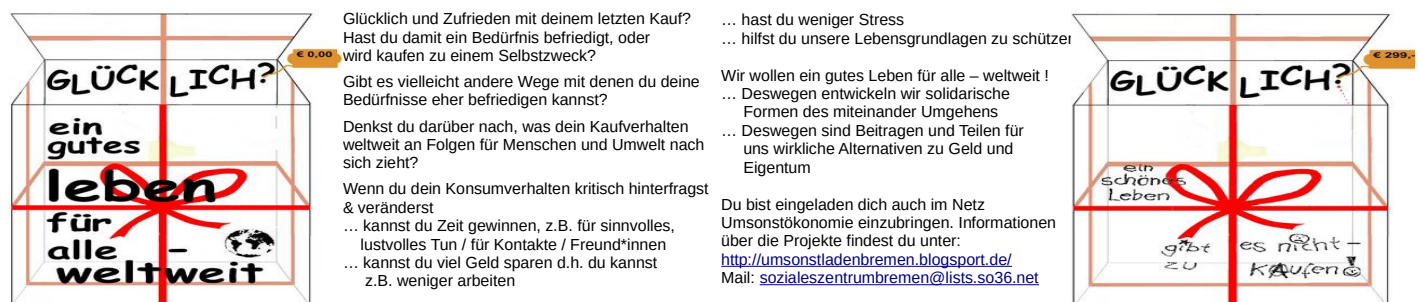 € 0,00
GLÜCKLICH?
ein
gutes
leben
für
alle –
weltweit
Glücklich und Zufrieden mit deinem letzten Kauf?
Hast du damit ein Bedürfnis befriedigt, oder
wird kaufen zu einem Selbstzweck?
Gibt es vielleicht andere Wege mit denen du deine
Bedürfnisse eher befriedigen kannst?
Denkst du darüber nach, was dein Kaufverhalten
weltweit an Folgen für Menschen und Umwelt nach
sich zieht?
Wenn du dein Konsumverhalten kritisch hinterfragst
& veränderst
… kannst du Zeit gewinnen, z.B. für sinnvolles,
lustvolles Tun / für Kontakte / Freund*innen
… kannst du viel Geld sparen d.h. du kannst
z.B. weniger arbeiten
… hast du weniger Stress
… hilfst du unsere Lebensgrundlagen zu schützen
Wir wollen ein gutes Leben für alle – weltweit !
… Deswegen entwickeln wir solidarische
Formen des miteinander Umgehens
… Deswegen sind Beitragen und Teilen für
uns wirkliche Alternativen zu Geld und
Eigentum
Du bist eingeladen dich auch im Netz
Umsonstökonomie einzubringen. Informationen
über die Projekte findest du unter:
http://umsonstladenbremen.blogsport.de/
Mail: sozialeszentrumbremen@lists.so36.net
€ 299,-
GLÜCKLICH?
ein
schönes
Leben
gibt es nicht –
zu KAufen